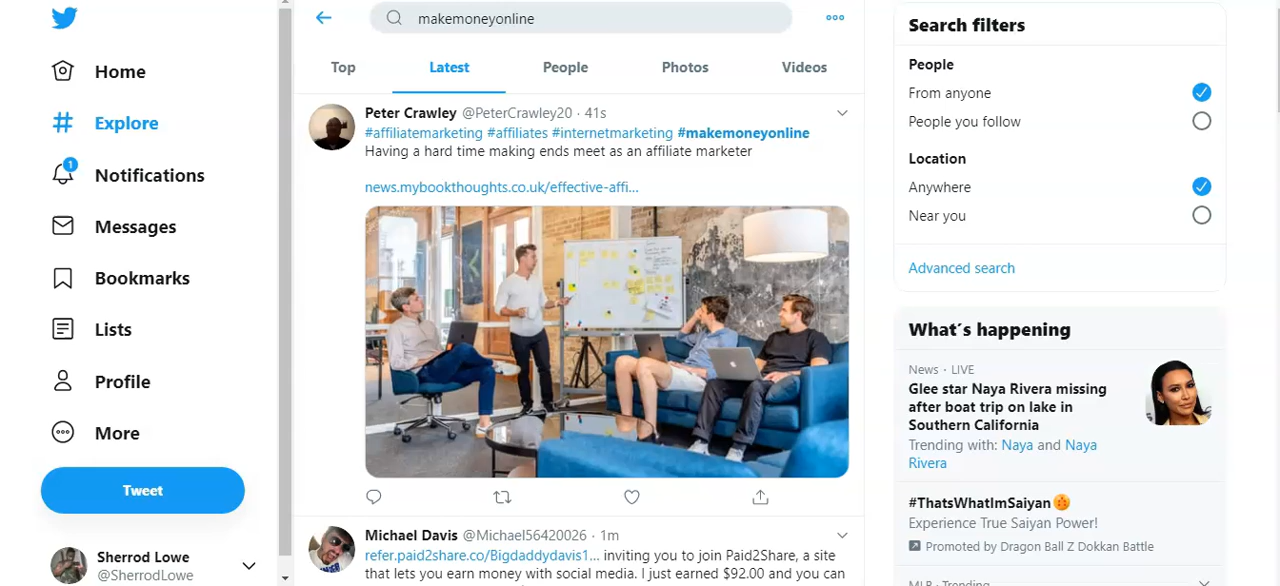 makemoneyonline
Top
Latest
People
Photos
Videos
Home
Explore
1
Notifications
Messages
Bookmarks
Lists
Profile
More
Tweet
Sherrod Lowe
@SherrodLowe
Peter Crawley @PeterCrawley20 · 41s
#affiliatemarketing #affiliates #internetmarketing #makemoneyonline
Having a hard time making ends meet as an affiliate marketer
news.mybookthoughts.co.uk/effective-affi...
Michael Davis @Michael56420026 · 1m
refer.paid2share.co/Bigdaddydavis1... inviting you to join Paid2Share, a site
that lets you earn money with social media. I just earned $92.00 and you can
Search filters
People
From anyone
People you follow
Location
Anywhere
Near you
Advanced search
What's happening
News · LIVE
Glee star Naya Rivera missing
after boat trip on lake in
Southern California
Trending with: Naya and Naya
Rivera
#ThatsWhatImSaiyan
Experience True Saiyan Power!
Promoted by Dragon Ball Z Dokkan Battle
MLB · Trending